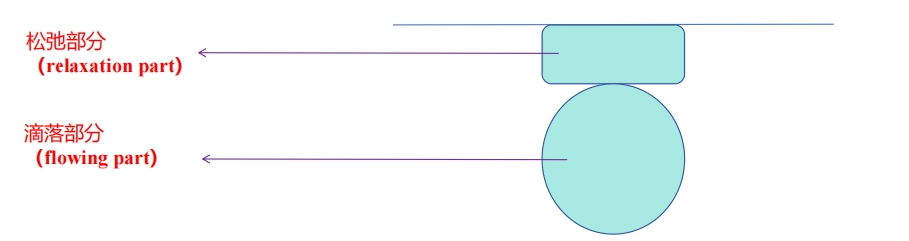 松弛部分
（relaxation part）
滴落部分
（flowing part）